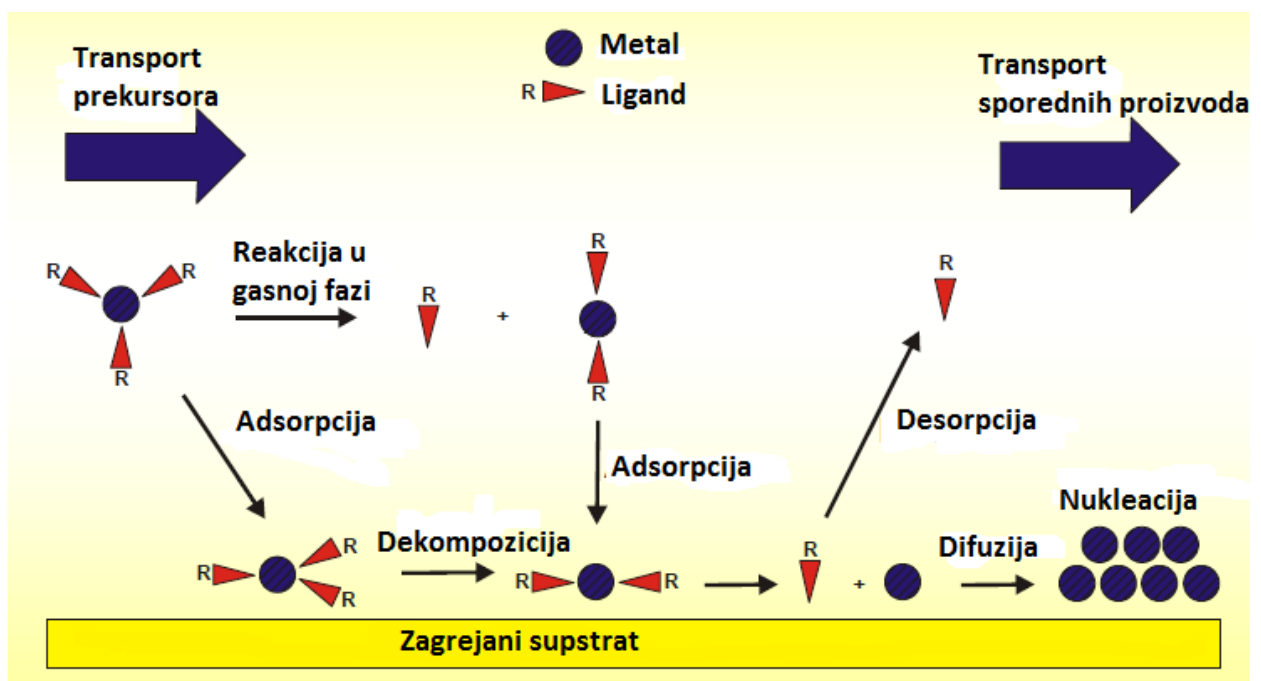 Transport
prekursora
Metal
R
Ligand
Transport
sporednih proizvoda
R
R
R
Reakcija u
gasnoj fazi
R
+
R
R
R
Adsorpcija
Adsorpcija
Desorpcija
Nukleacija
R
R
R
Dekompozicija
R
R
R
+
Difuzija
Zagrejani supstrat